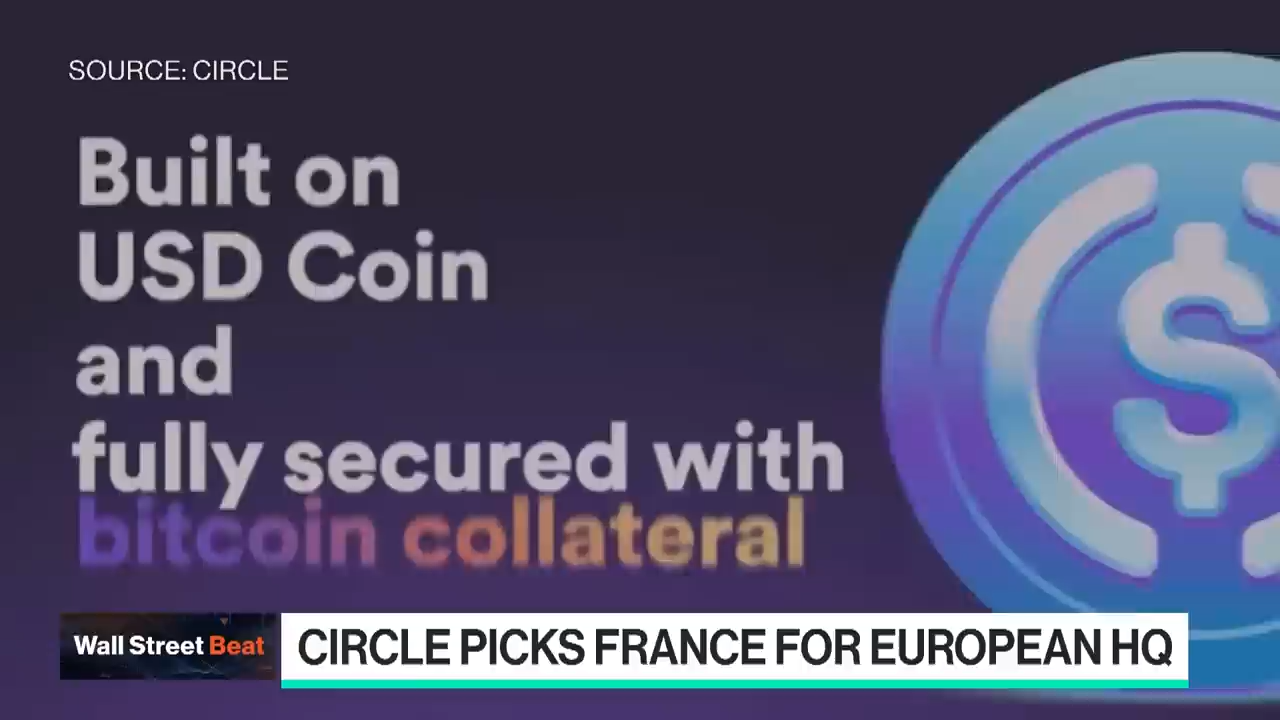 SOURCE: CIRCLE
Built on
USD Coin
and
fully secured with
bitcoin collateral
Wall Street Beat
CIRCLE PICKS FRANCE FOR EUROPEAN HQ